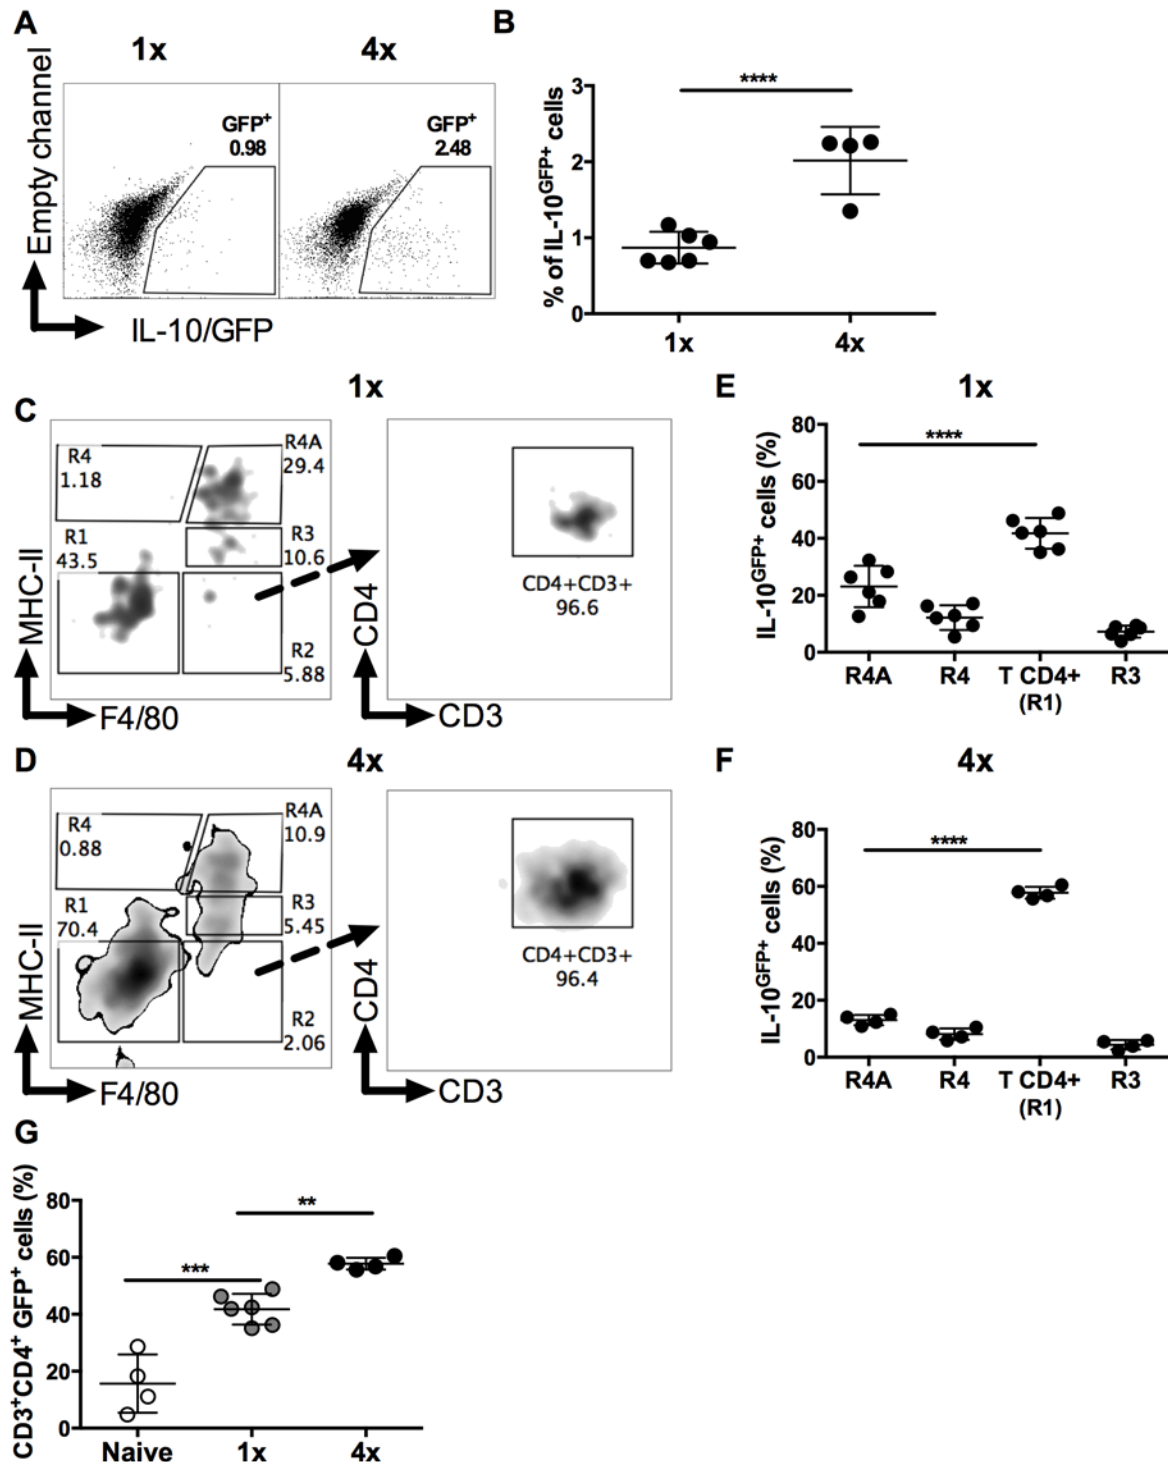 A
1x
4x
Empty channel
GFP+
0.98
GFP+
2.48
IL-10/GFP
B
% of IL-10GFP+ cells
3
2
1
0
****
1x
4x
1x
C
MHC-II
R4
1.18
R4A
29.4
R1
43.5
R3
10.6
R2
5.88
F4/80
CD4
CD4+CD3+
96.6
CD3
E
1x
IL-10GFP+ cells (%)
80
60
40
20
0
****
R4A
R4
T CD4+
(R1)
R3
D
4x
MHC-II
R4
0.88
R4A
10.9
R1
70.4
R3
5.45
R2
2.06
F4/80
CD4
CD4+CD3+
96.4
CD3
F
4x
IL-10GFP+ cells (%)
80
60
40
20
0
****
R4A
R4
T CD4+
(R1)
R3
G
CD3+CD4+ GFP+ cells (%)
80
60
40
20
0
***
**
Naive
1x
4x